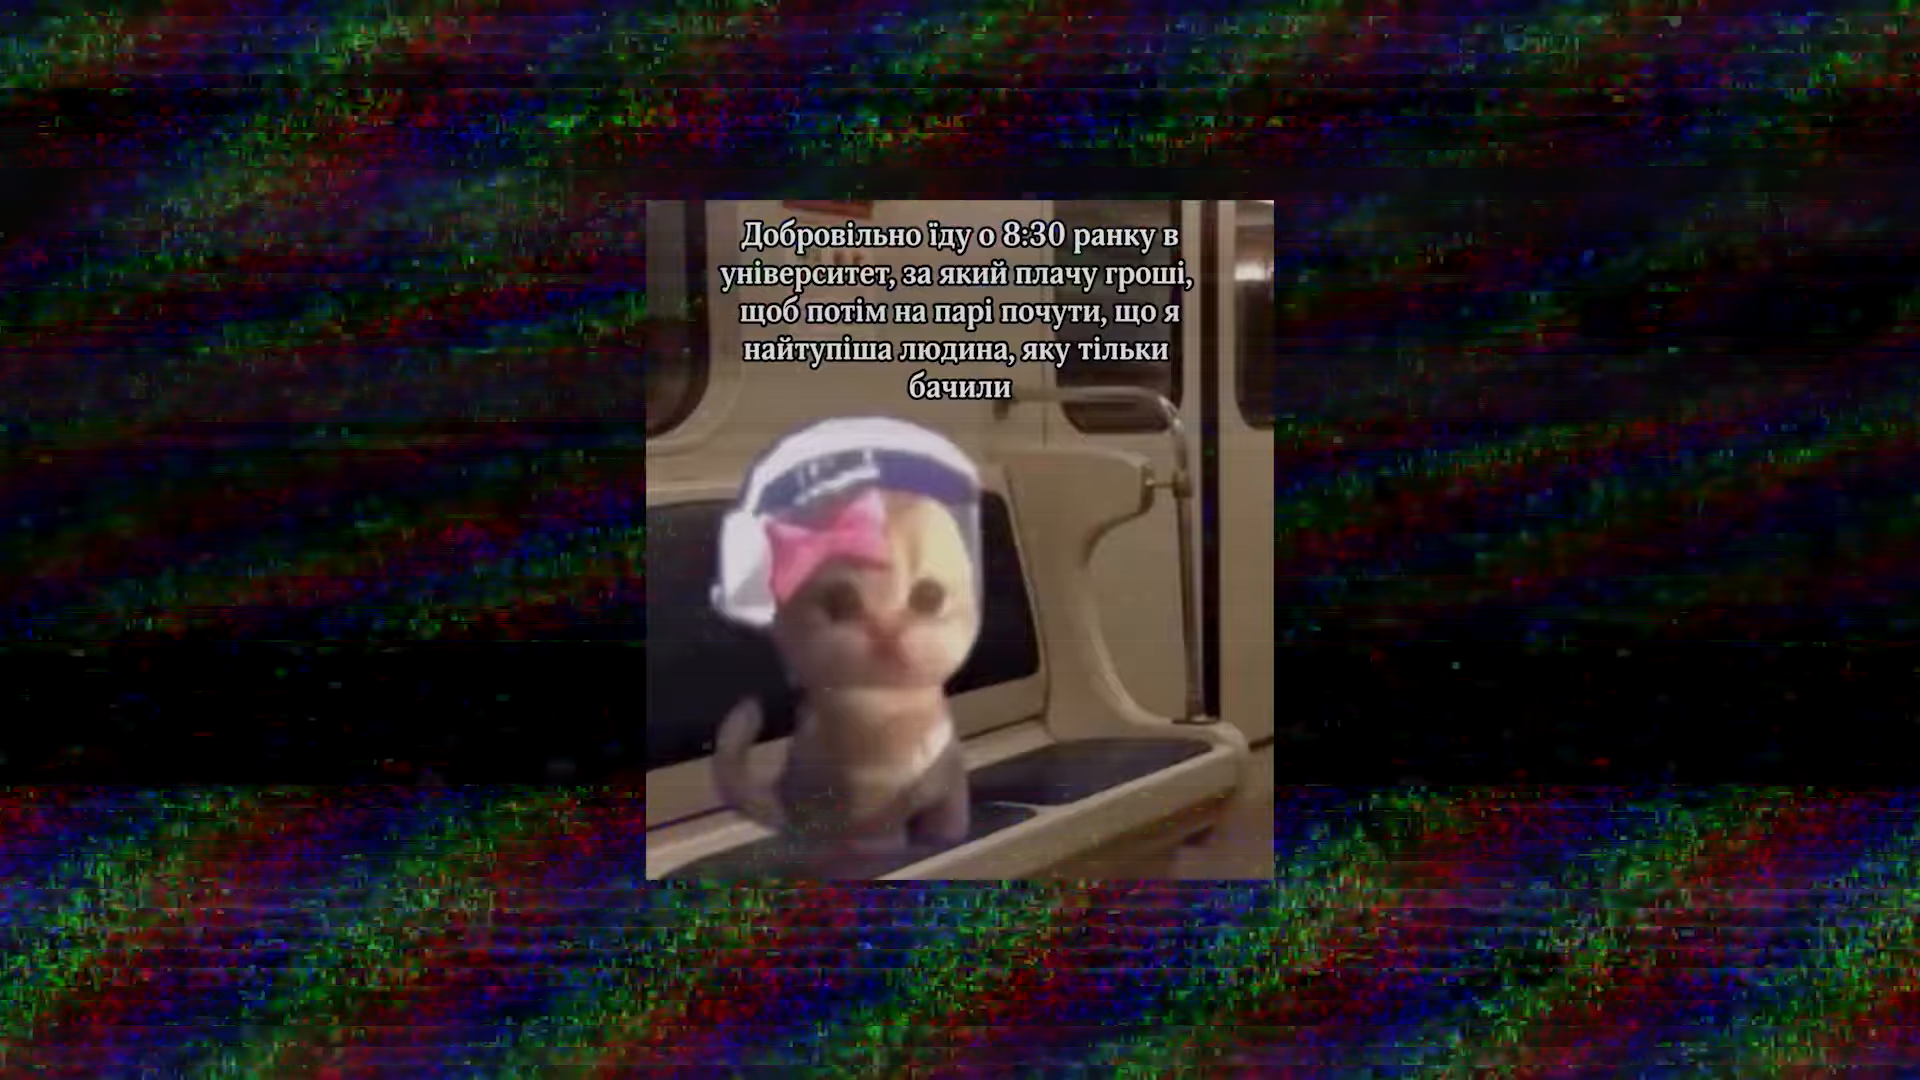 Добровільно їду о 8:30 ранку в
університет, за який плачу гроші,
щоб потім на парі почути, що я
найтупіша людина, яку тільки
бачили